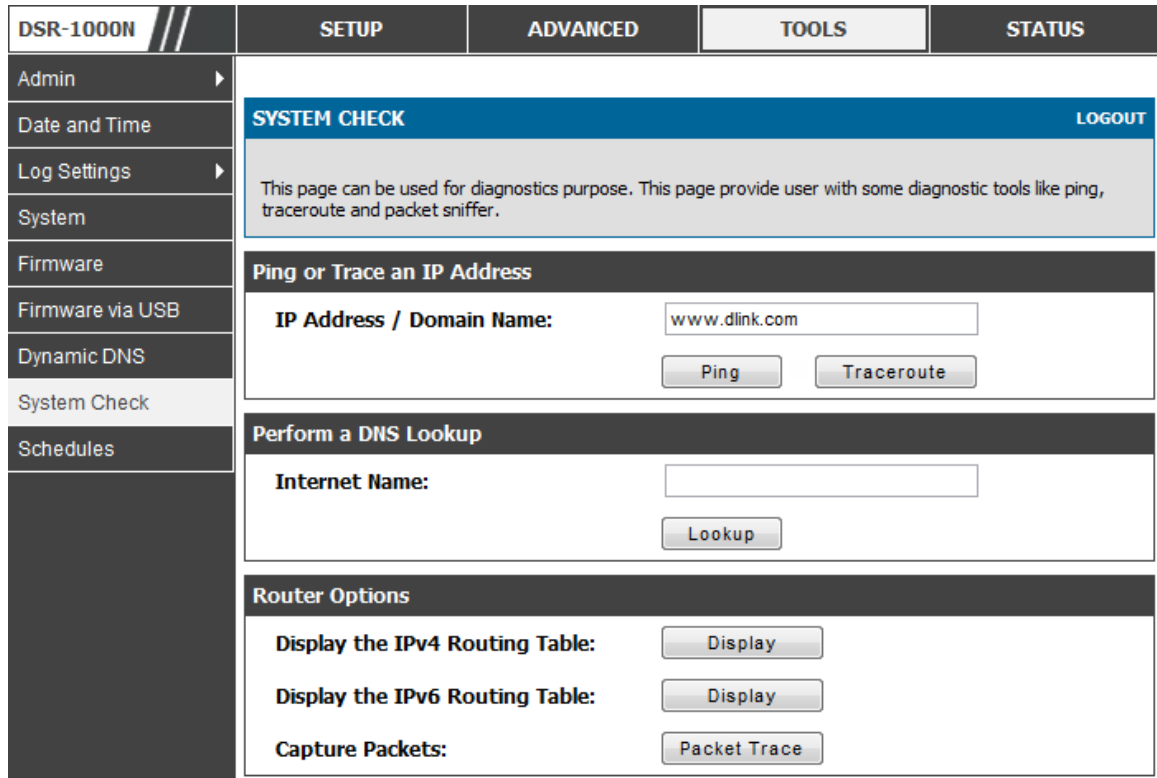 DSR-1000N
SETUP
ADVANCED
TOOLS
STATUS
Admin
Date and Time
Log Settings
System
Firmware
Firmware via USB
Dynamic DNS
System Check
Schedules
SYSTEM CHECK
LOGOUT
This page can be used for diagnostics purpose. This page provide user with some diagnostic tools like ping,
traceroute and packet sniffer.
Ping or Trace an IP Address
IP Address / Domain Name:
www.dlink.com
Ping
Traceroute
Perform a DNS Lookup
Internet Name:
Lookup
Router Options
Display the IPv4 Routing Table:
Display
Display the IPv6 Routing Table:
Display
Capture Packets:
Packet Trace